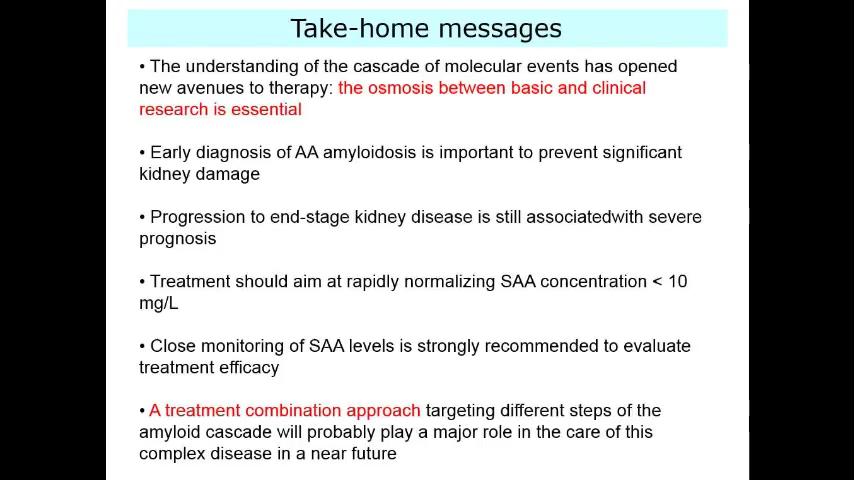 Take-home messages
• The understanding of the cascade of molecular events has opened
new avenues to therapy: the osmosis between basic and clinical
research is essential
• Early diagnosis of AA amyloidosis is important to prevent significant
kidney damage
• Progression to end-stage kidney disease is still associatedwith severe
prognosis
• Treatment should aim at rapidly normalizing SAA concentration < 10
mg/L
• Close monitoring of SAA levels is strongly recommended to evaluate
treatment efficacy
• A treatment combination approach targeting different steps of the
amyloid cascade will probably play a major role in the care of this
complex disease in a near future